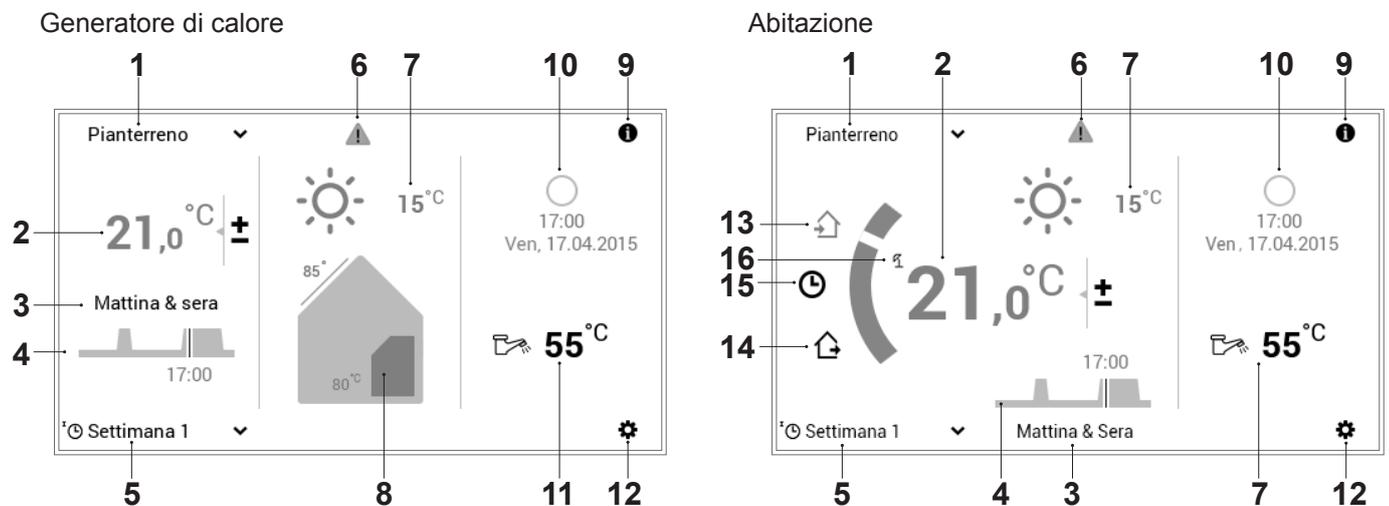 Generatore di calore
1 6 7 10 9
Pianterreno
15°C
2 21,0 °C ±
17:00
Ven, 17.04.2015
85°
3 Mattina & sera
4
17:00
80°C
55°C
I Settimana 1
5 8 11 12
Abitazione
1 2 6 7 10 9
Pianterreno
15°C
13
17:00
Ven, 17.04.2015
16
15
21,0 °C ±
14
17:00
55°C
I Settimana 1 Mattina & Sera
5 4 3 7 12